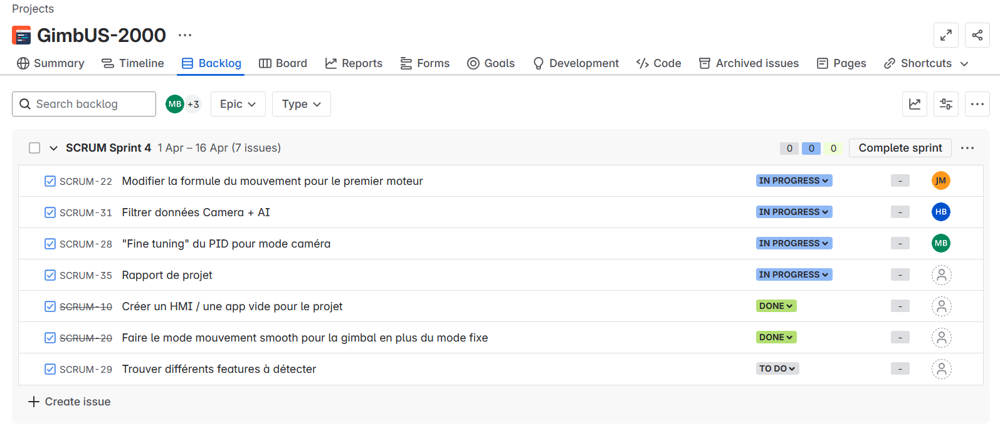 Projects
GimbUS-2000
Summary Timeline Backlog Board Reports Forms Goals Development Code Archived issues Pages Shortcuts
Search backlog MB +3 Epic Type
SCRUM Sprint 4 1 Apr – 16 Apr (7 issues) 0 0 0 Complete sprint
SCRUM-22 Modifier la formule du mouvement pour le premier moteur IN PROGRESS - JM
SCRUM-31 Filtrer données Camera + AI IN PROGRESS - HB
SCRUM-28 "Fine tuning" du PID pour mode caméra IN PROGRESS - MB
SCRUM-35 Rapport de projet IN PROGRESS -
SCRUM-10 Créer un HMI / une app vide pour le projet DONE -
SCRUM-20 Faire le mode mouvement smooth pour la gimbal en plus du mode fixe DONE -
SCRUM-29 Trouver différents features à détecter TO DO -
Create issue